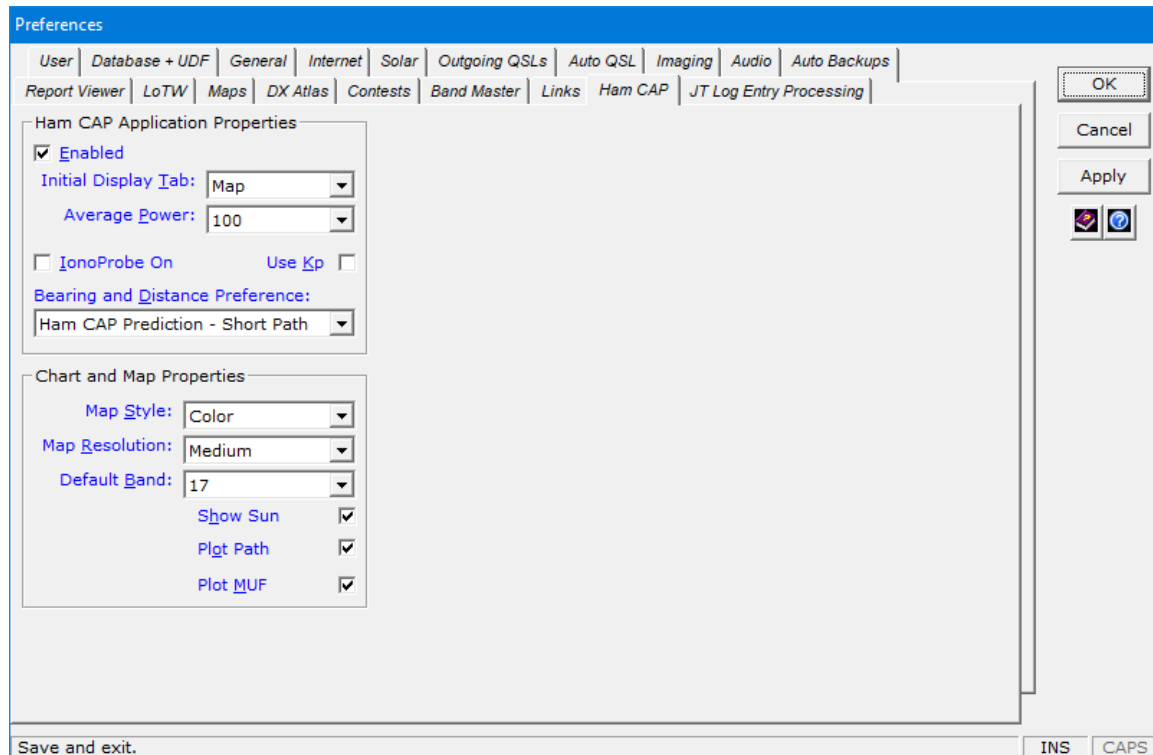 Preferences
User Database + UDF General Internet Solar Outgoing QSLs Auto QSL Imaging Audio Auto Backups
Report Viewer LoTW Maps DX Atlas Contests Band Master Links Ham CAP JT Log Entry Processing
OK
Cancel
Apply
Ham CAP Application Properties
Enabled
Initial Display Tab: Map
Average Power: 100
IonoProbe On Use Kp
Bearing and Distance Preference:
Ham CAP Prediction - Short Path
Chart and Map Properties
Map Style: Color
Map Resolution: Medium
Default Band: 17
Show Sun
Plot Path
Plot MUF
Save and exit. INS CAPS